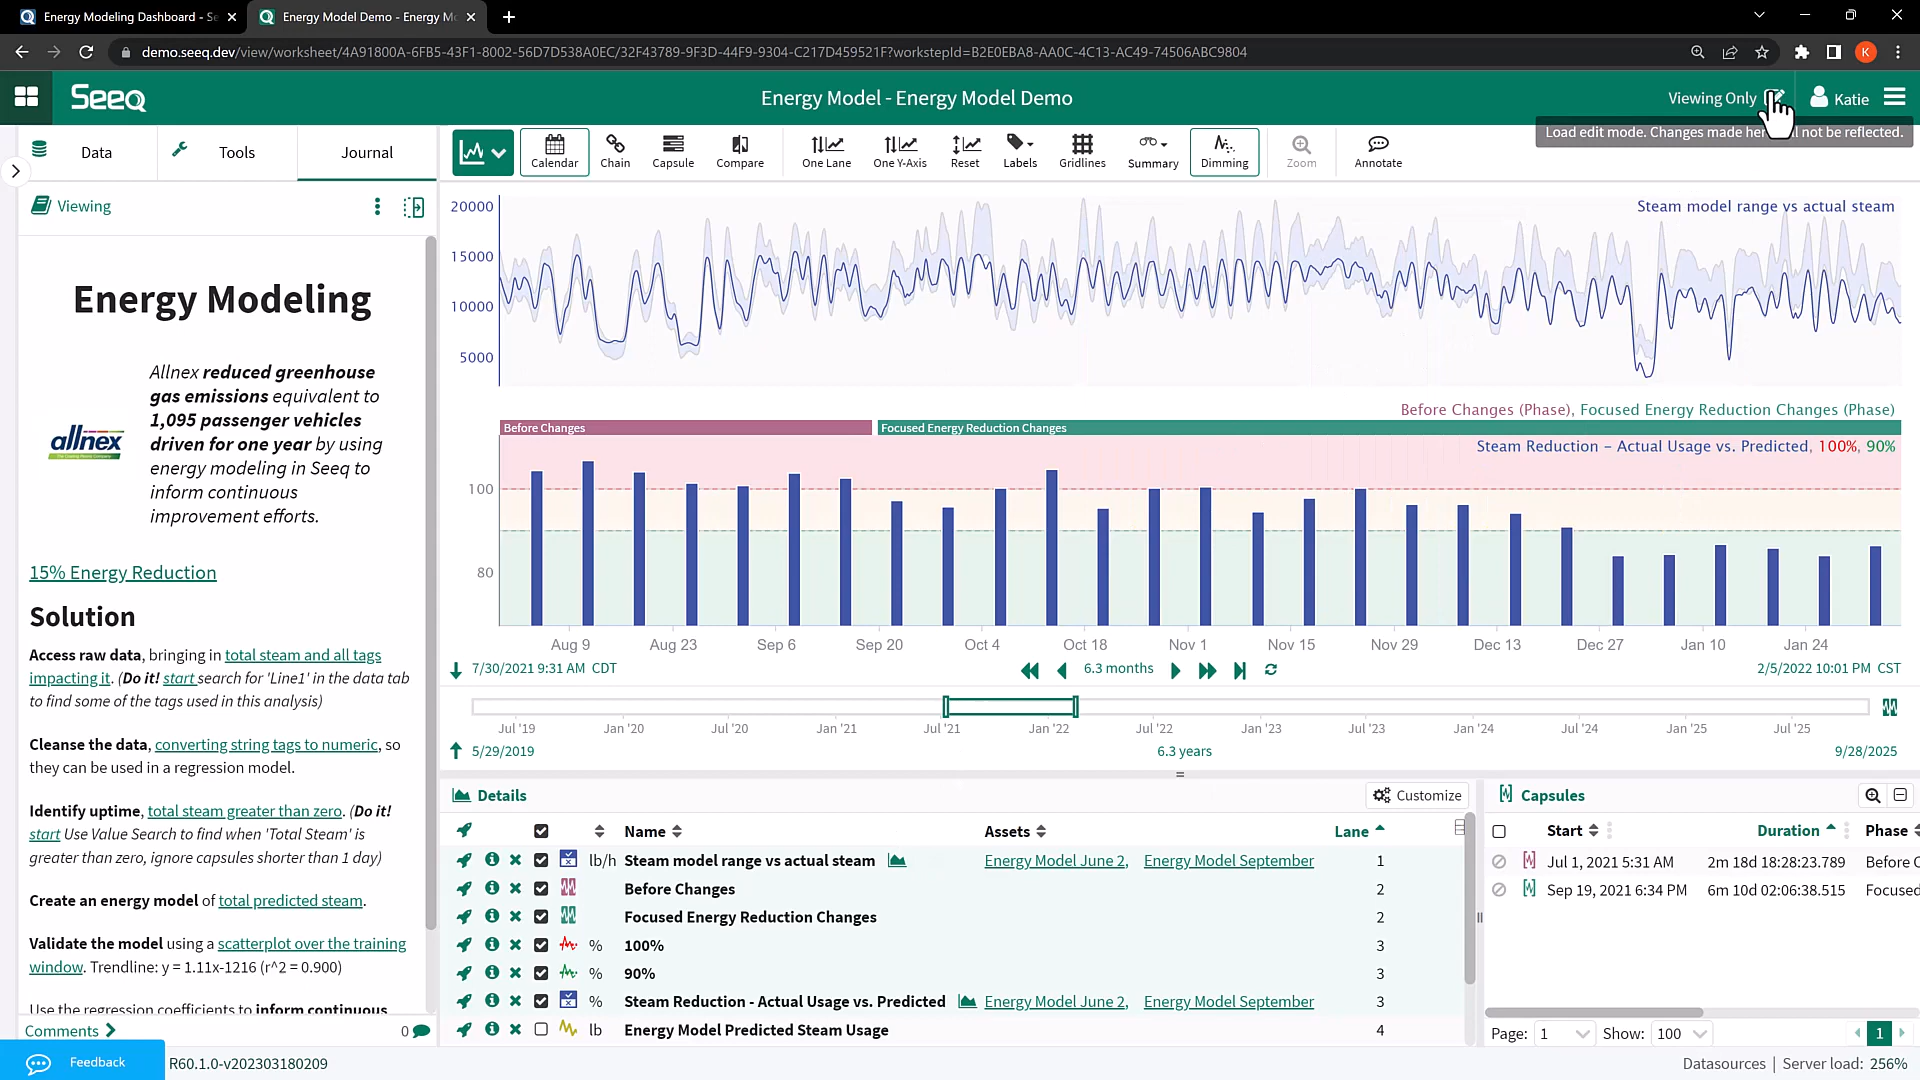 Energy Modeling Dashboard - Se
Energy Model Demo - Energy Mo
demo.seeq.dev/view/worksheet/4A91800A-6FB5-43F1-8002-56D7D538A0EC/32F43789-9F3D-44F9-9304-C217D459521F?workstepId=B2E0EBA8-AA0C-4C13-AC49-74506ABC9804
K
Seeq
Energy Model - Energy Model Demo
Viewing Only
Katie
Load edit mode. Changes made here will not be reflected.
Data
Tools
Journal
Calendar
Chain
Capsule
Compare
One Lane
One Y-Axis
Reset
Labels
Gridlines
Summary
Dimming
Zoom
Annotate
Viewing
Energy Modeling
allnex
Allnex reduced greenhouse
gas emissions equivalent to
1,095 passenger vehicles
driven for one year by using
energy modeling in Seeq to
inform continuous
improvement efforts.
15% Energy Reduction
Solution
Access raw data, bringing in total steam and all tags
impacting it. (Do it! start search for 'Line1' in the data tab
to find some of the tags used in this analysis)
Cleanse the data, converting string tags to numeric, so
they can be used in a regression model.
Identify uptime, total steam greater than zero. (Do it!
start Use Value Search to find when 'Total Steam' is
greater than zero, ignore capsules shorter than 1 day)
Create an energy model of total predicted steam.
Validate the model using a scatterplot over the training
window. Trendline: y = 1.11x-1216 (r^2 = 0.900)
Use the regression coefficients to inform continuous
Comments
0
20000
15000
10000
5000
Steam model range vs actual steam
Before Changes (Phase), Focused Energy Reduction Changes (Phase)
Before Changes
Focused Energy Reduction Changes
Steam Reduction – Actual Usage vs. Predicted, 100%, 90%
100
80
Aug 9
Aug 23
Sep 6
Sep 20
Oct 4
Oct 18
Nov 1
Nov 15
Nov 29
Dec 13
Dec 27
Jan 10
Jan 24
7/30/2021 9:31 AM CDT
6.3 months
2/5/2022 10:01 PM CST
Jul '19
Jan '20
Jul '20
Jan '21
Jul '21
Jan '22
Jul '22
Jan '23
Jul '23
Jan '24
Jul '24
Jan '25
Jul '25
5/29/2019
6.3 years
9/28/2025
Details
Customize
Name
Assets
Lane
lb/h Steam model range vs actual steam Energy Model June 2, Energy Model September 1
Before Changes 2
Focused Energy Reduction Changes 2
% 100% 3
% 90% 3
% Steam Reduction - Actual Usage vs. Predicted Energy Model June 2, Energy Model September 3
lb Energy Model Predicted Steam Usage 4
Capsules
Start
Duration
Phase
Jul 1, 2021 5:31 AM 2m 18d 18:28:23.789 Before C
Sep 19, 2021 6:34 PM 6m 10d 02:06:38.515 Focused
Page: 1
Show: 100
1
Feedback
R60.1.0-v202303180209
Datasources | Server load: 256%